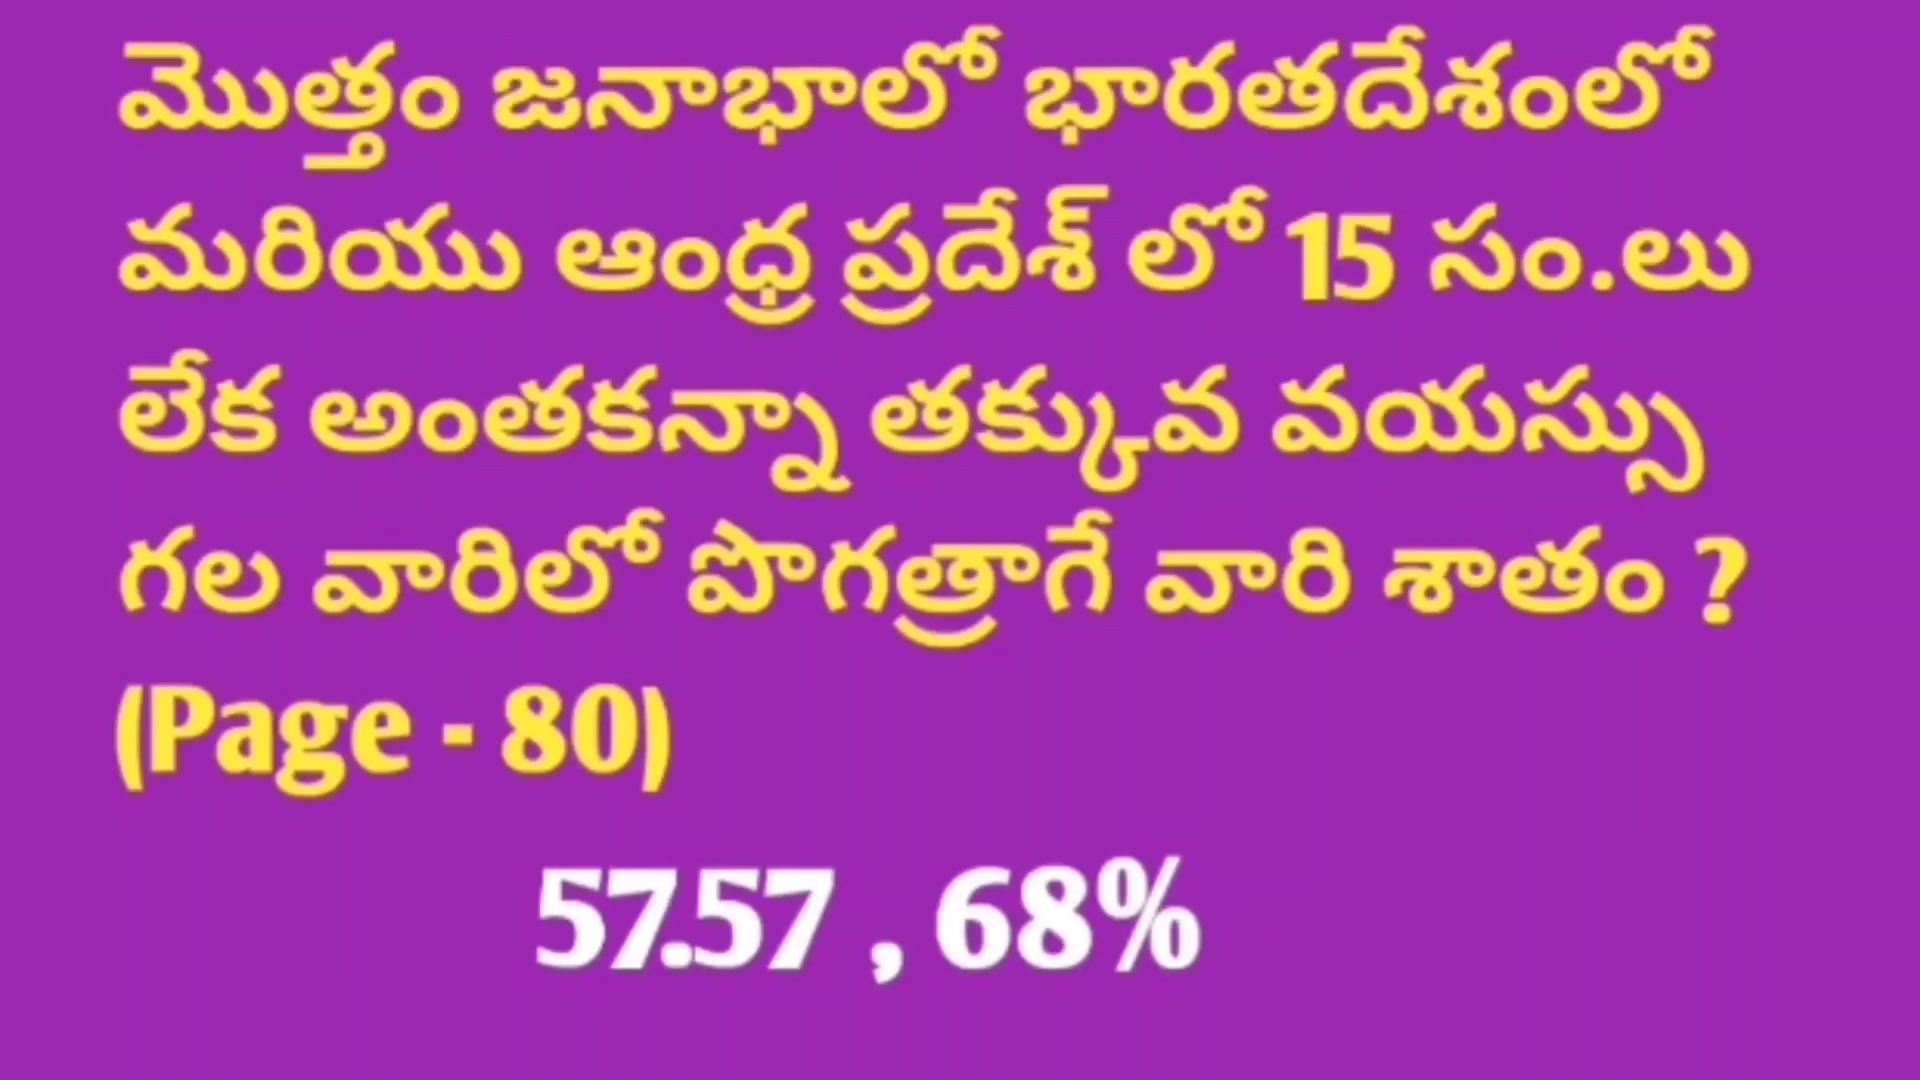 మొత్తం జనాభాలో భారతదేశంలో
మరియు ఆంధ్ర ప్రదేశ్ లో 15 సం.లు
లేక అంతకన్నా తక్కువ వయస్సు
గల వారిలో పొగత్రాగే వారి శాతం ?
(Page - 80)
57.57 , 68%